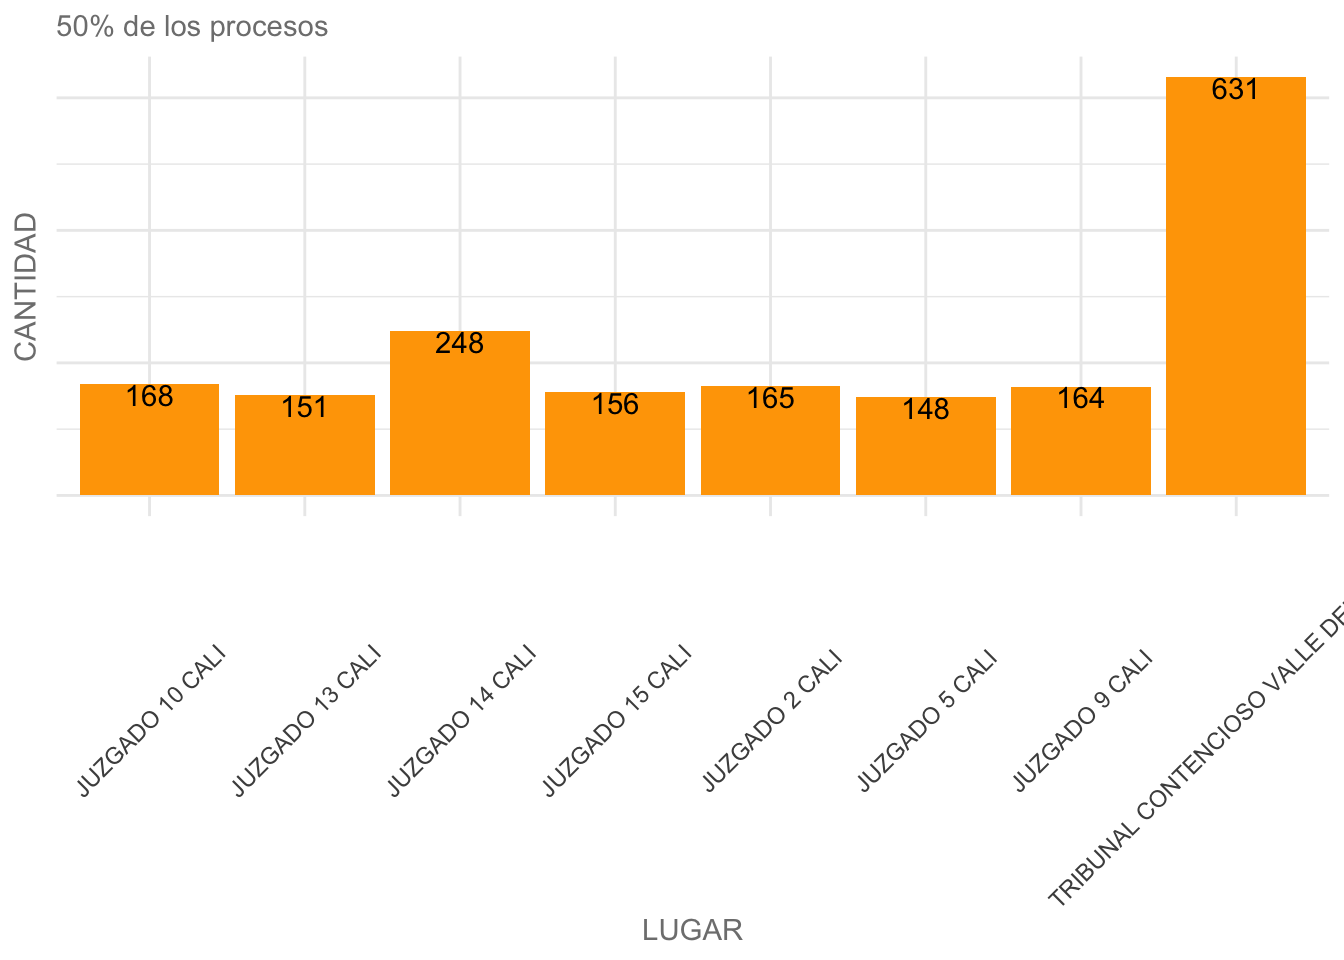 50% de los procesos
CANTIDAD
631
248
168
151
156
165
148
164
JUZGADO 10 CALI
JUZGADO 13 CALI
JUZGADO 14 CALI
JUZGADO 15 CALI
JUZGADO 2 CALI
JUZGADO 5 CALI
JUZGADO 9 CALI
TRIBUNAL CONTENCIOSO VALLE DE
LUGAR